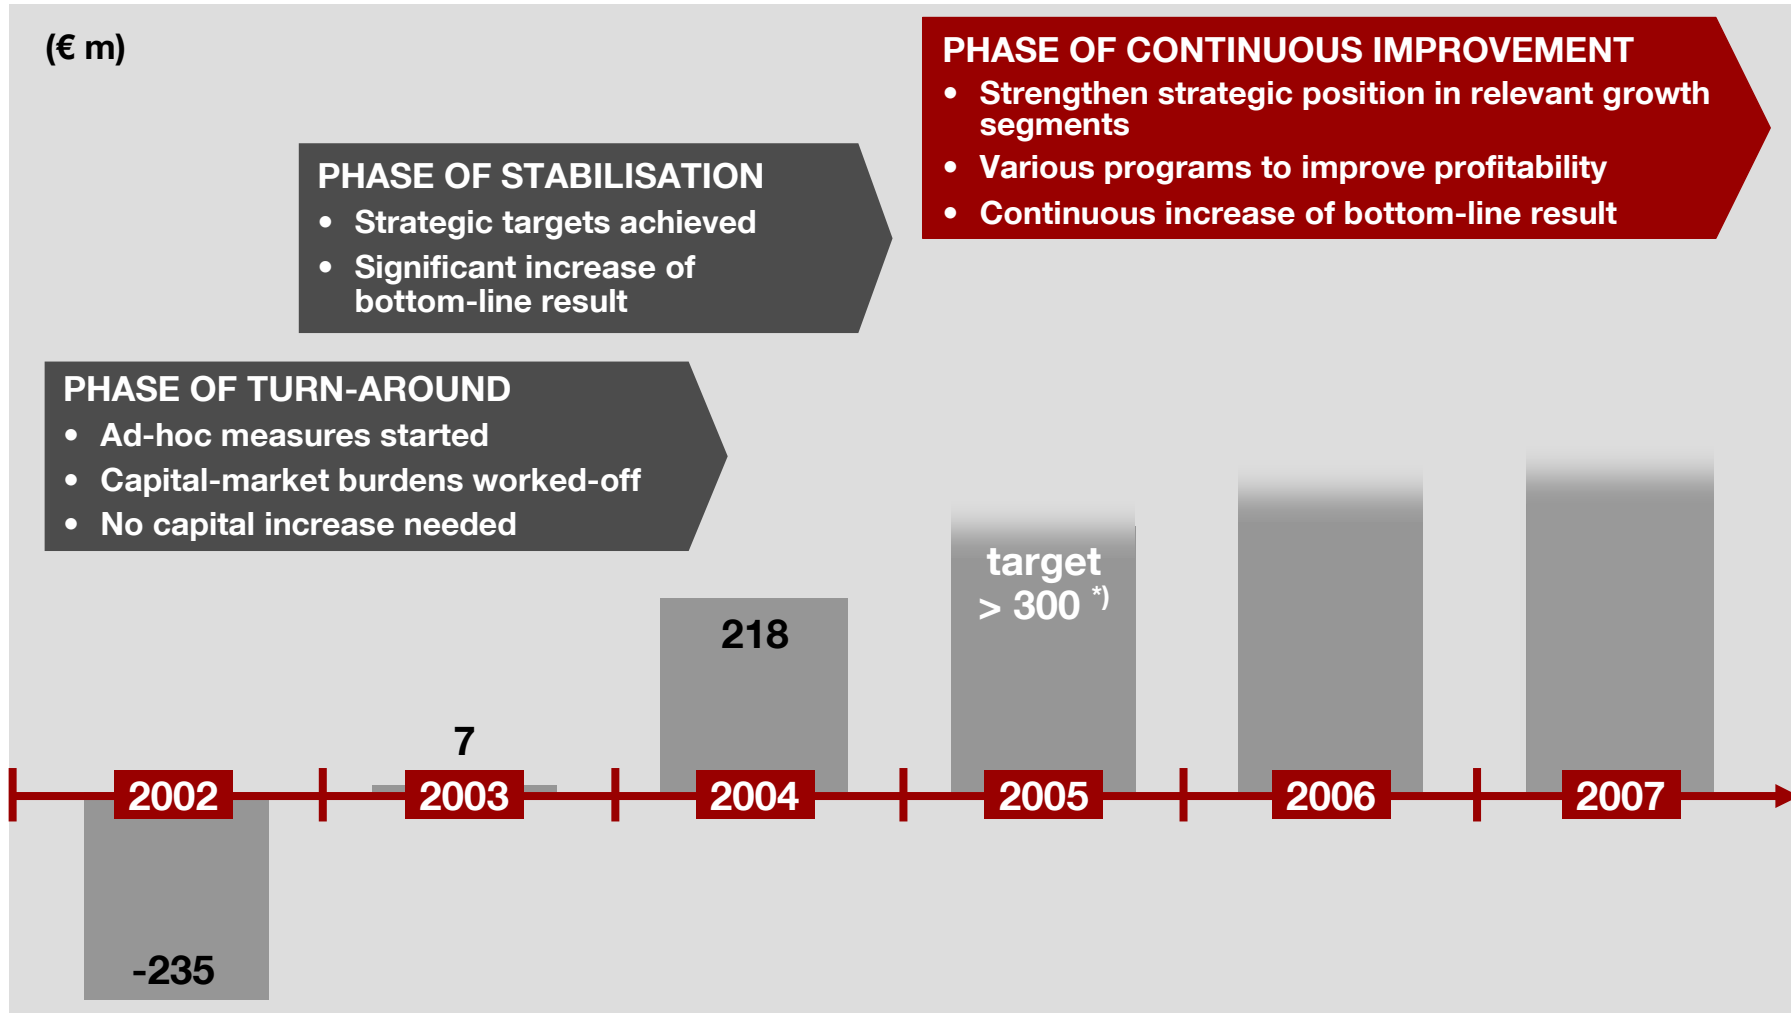 (€ m)
PHASE OF CONTINUOUS IMPROVEMENT
• Strengthen strategic position in relevant growth
segments
• Various programs to improve profitability
• Continuous increase of bottom-line result
PHASE OF STABILISATION
• Strategic targets achieved
• Significant increase of
bottom-line result
PHASE OF TURN-AROUND
• Ad-hoc measures started
• Capital-market burdens worked-off
• No capital increase needed
target
> 300 *)
218
7
2002
2003
2004
2005
2006
2007
-235